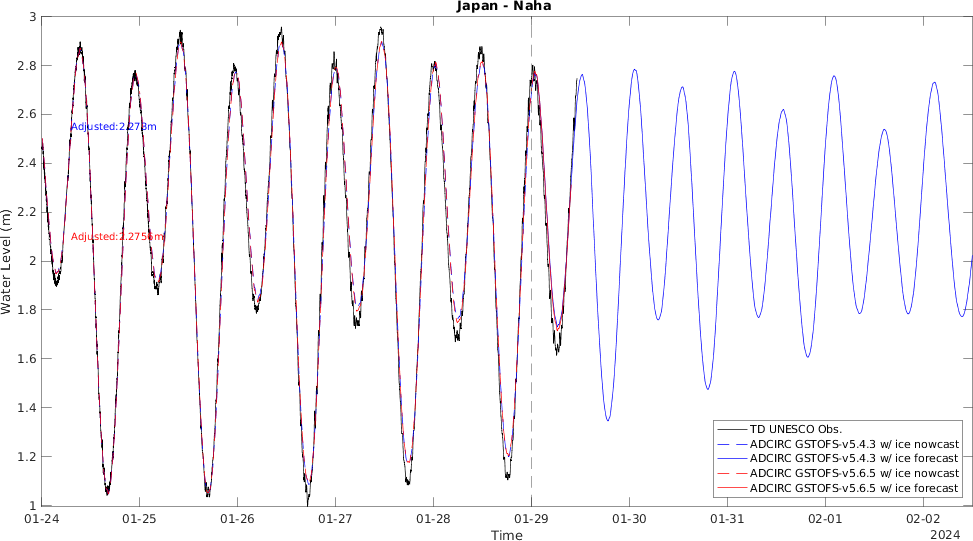 Japan - Naha
3
2.8
2.6
2.4
2.2
2
1.8
1.6
1.4
1.2
1
Water Level (m)
Adjusted:2.273m
Adjusted:2.2756m
TD UNESCO Obs.
ADCIRC GSTOFS-v5.4.3 w/ ice nowcast
ADCIRC GSTOFS-v5.4.3 w/ ice forecast
ADCIRC GSTOFS-v5.6.5 w/ ice nowcast
ADCIRC GSTOFS-v5.6.5 w/ ice forecast
01-24 01-25 01-26 01-27 01-28 01-29 01-30 01-31 02-01 02-02
Time
2024